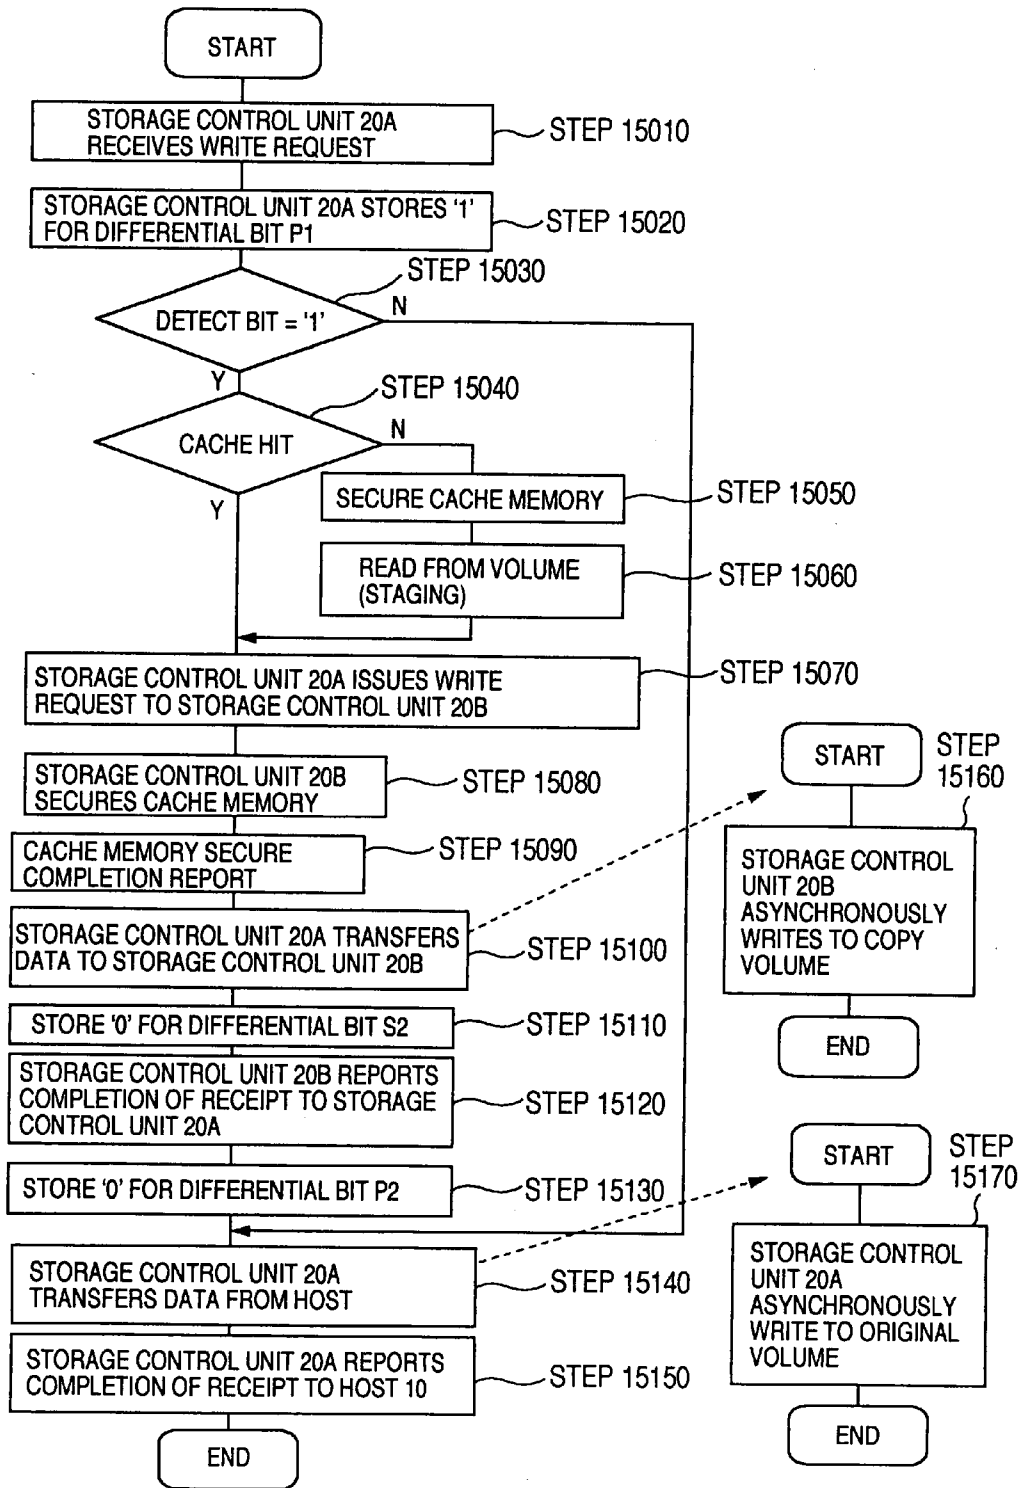 START
STORAGE CONTROL UNIT 20A
RECEIVES WRITE REQUEST
STEP 15010
STORAGE CONTROL UNIT 20A STORES '1'
FOR DIFFERENTIAL BIT P1
STEP 15020
STEP 15030
DETECT BIT = '1'
N
Y
STEP 15040
CACHE HIT
N
Y
SECURE CACHE MEMORY
STEP 15050
READ FROM VOLUME
(STAGING)
STEP 15060
STORAGE CONTROL UNIT 20A ISSUES WRITE
REQUEST TO STORAGE CONTROL UNIT 20B
STEP 15070
STORAGE CONTROL UNIT 20B
SECURES CACHE MEMORY
STEP 15080
CACHE MEMORY SECURE
COMPLETION REPORT
STEP 15090
STORAGE CONTROL UNIT 20A TRANSFERS
DATA TO STORAGE CONTROL UNIT 20B
STEP 15100
STORE '0' FOR DIFFERENTIAL BIT S2
STEP 15110
STORAGE CONTROL UNIT 20B REPORTS
COMPLETION OF RECEIPT TO STORAGE
CONTROL UNIT 20A
STEP 15120
STORE '0' FOR DIFFERENTIAL BIT P2
STEP 15130
STORAGE CONTROL UNIT 20A
TRANSFERS DATA FROM HOST
STEP 15140
STORAGE CONTROL UNIT 20A REPORTS
COMPLETION OF RECEIPT TO HOST 10
STEP 15150
END
START
STEP
15160
STORAGE CONTROL
UNIT 20B
ASYNCHRONOUSLY
WRITES TO COPY
VOLUME
END
START
STEP
15170
STORAGE CONTROL
UNIT 20A
ASYNCHRONOUSLY
WRITE TO ORIGINAL
VOLUME
END